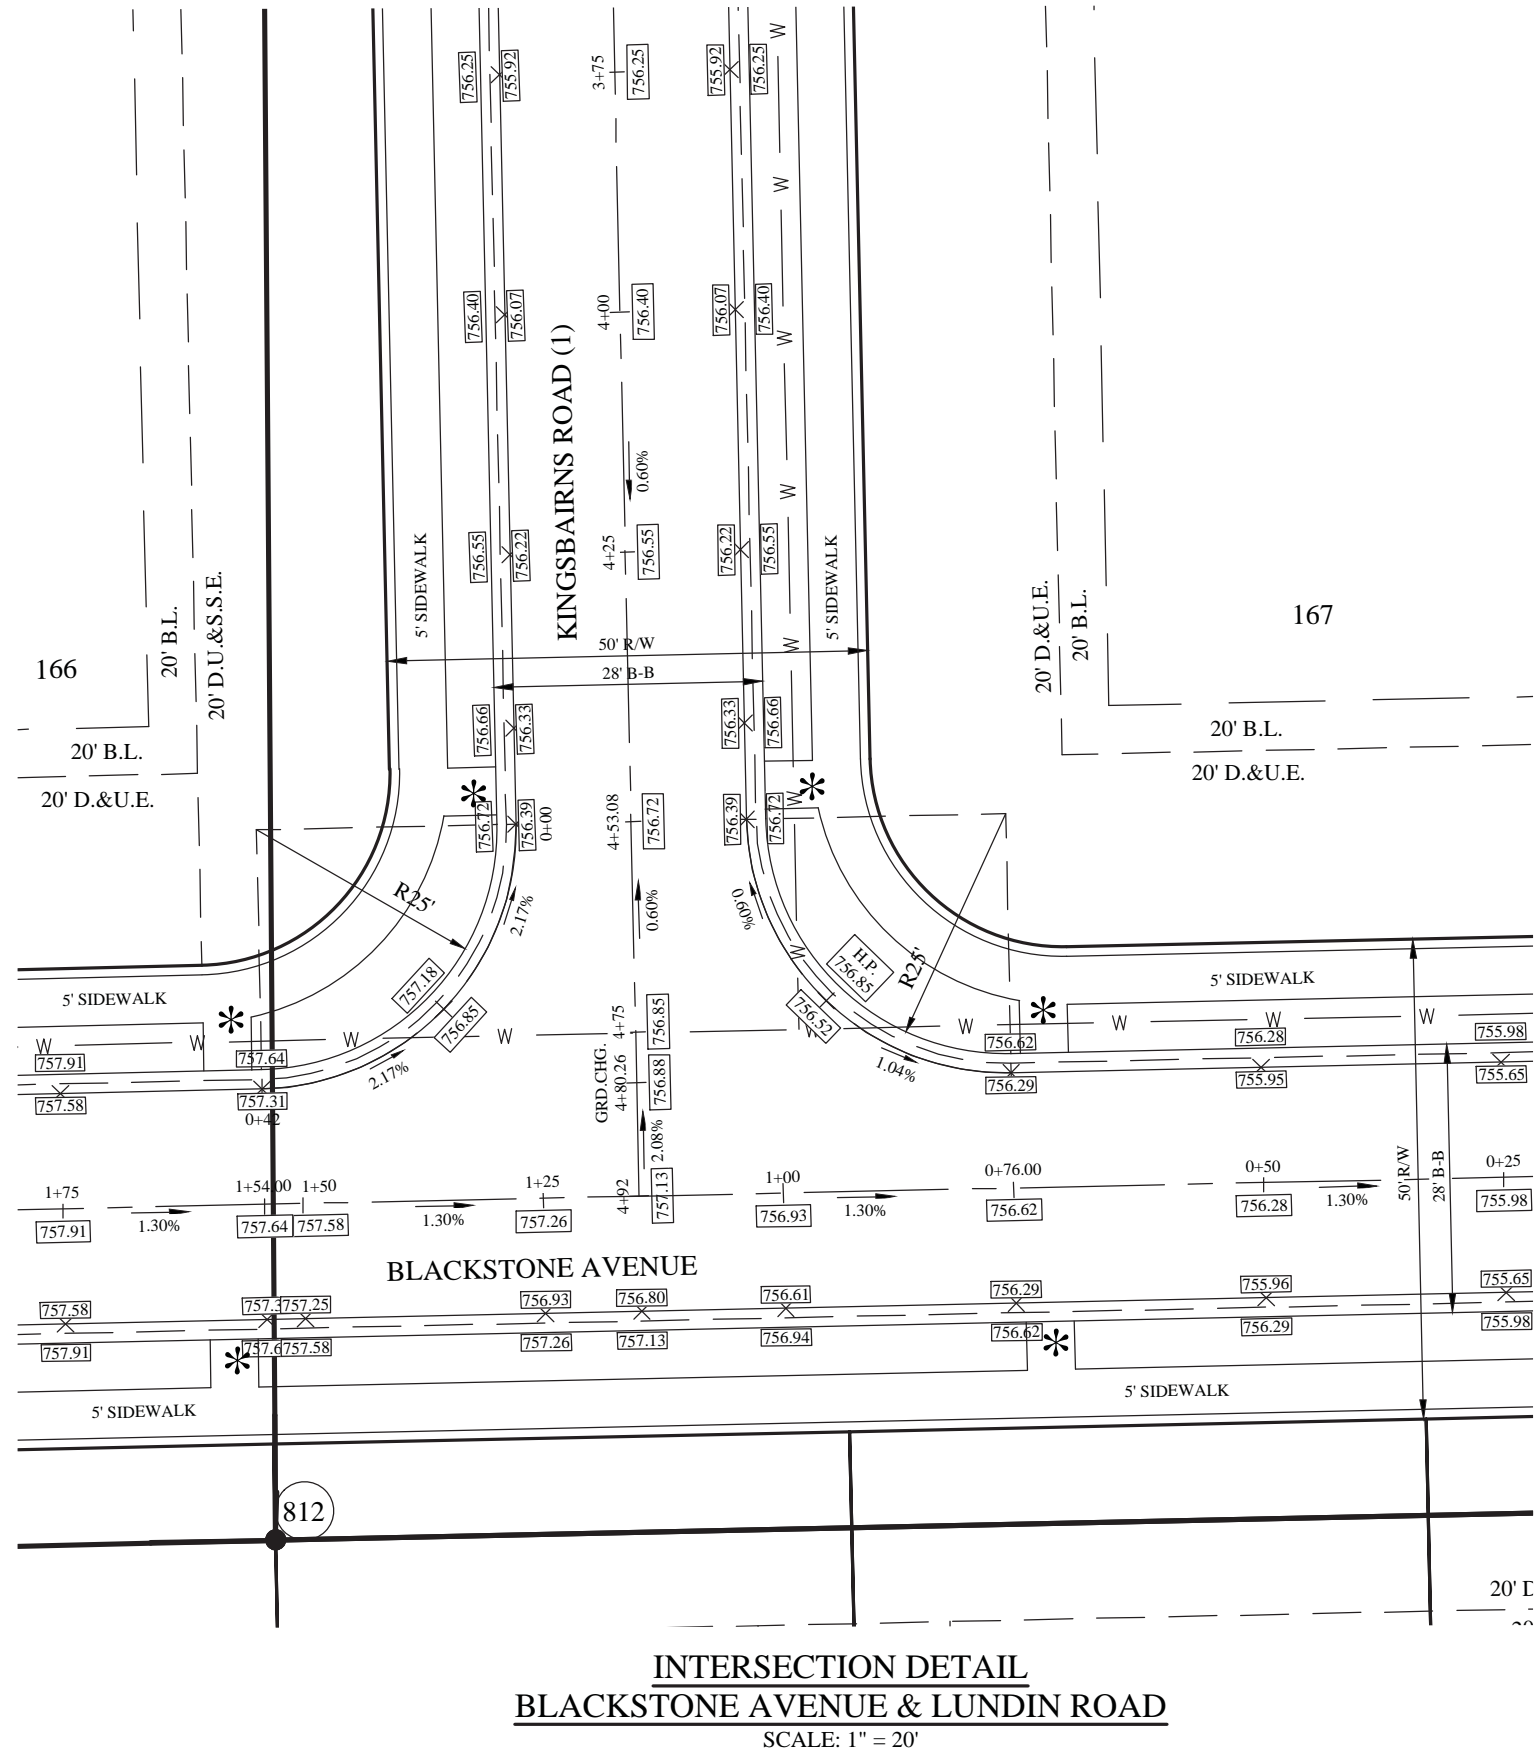 756.25
755.92
3+75
756.25
755.92
756.25
W
W
756.40
756.07
4+00
756.40
756.07
756.40
W
KINGSBAIRNS ROAD (1)
0.60%
W
5' SIDEWALK
756.55
756.22
4+25
756.55
756.22
756.55
5' SIDEWALK
20' B.L.
20' D.U.&S.S.E.
20' D.&U.E.
20' B.L.
166
167
50' R/W
W
28' B-B
756.66
756.33
756.33
756.66
20' B.L.
20' D.&U.E.
20' B.L.
20' D.&U.E.
*
*
W
756.72
756.39
0+00
4+53.08
756.72
756.39
756.72
R25'
2.17%
0.60%
0.60%
W
H.P.
756.85
R25'
757.18
756.85
756.52
5' SIDEWALK
5' SIDEWALK
*
*
W
W
W
W
W
W
W
W
W
757.91
757.64
4+75
756.85
756.62
756.28
755.98
757.58
757.31
0+42
2.17%
GRD.CHG.
4+80.26
756.88
1.04%
756.29
755.95
755.65
2.08%
4+92
757.13
1+75
1+54.00
1+50
1+25
1+00
0+76.00
0+50
0+25
757.91
1.30%
757.64
757.58
1.30%
757.26
756.93
1.30%
756.62
756.28
1.30%
755.98
50' R/W
28' B-B
BLACKSTONE AVENUE
757.58
757.25
756.93
756.80
756.61
756.29
755.96
755.65
757.91
757.58
757.26
757.13
756.94
756.62
756.29
755.98
*
*
5' SIDEWALK
5' SIDEWALK
812
20' D
INTERSECTION DETAIL
BLACKSTONE AVENUE & LUNDIN ROAD
SCALE: 1" = 20'